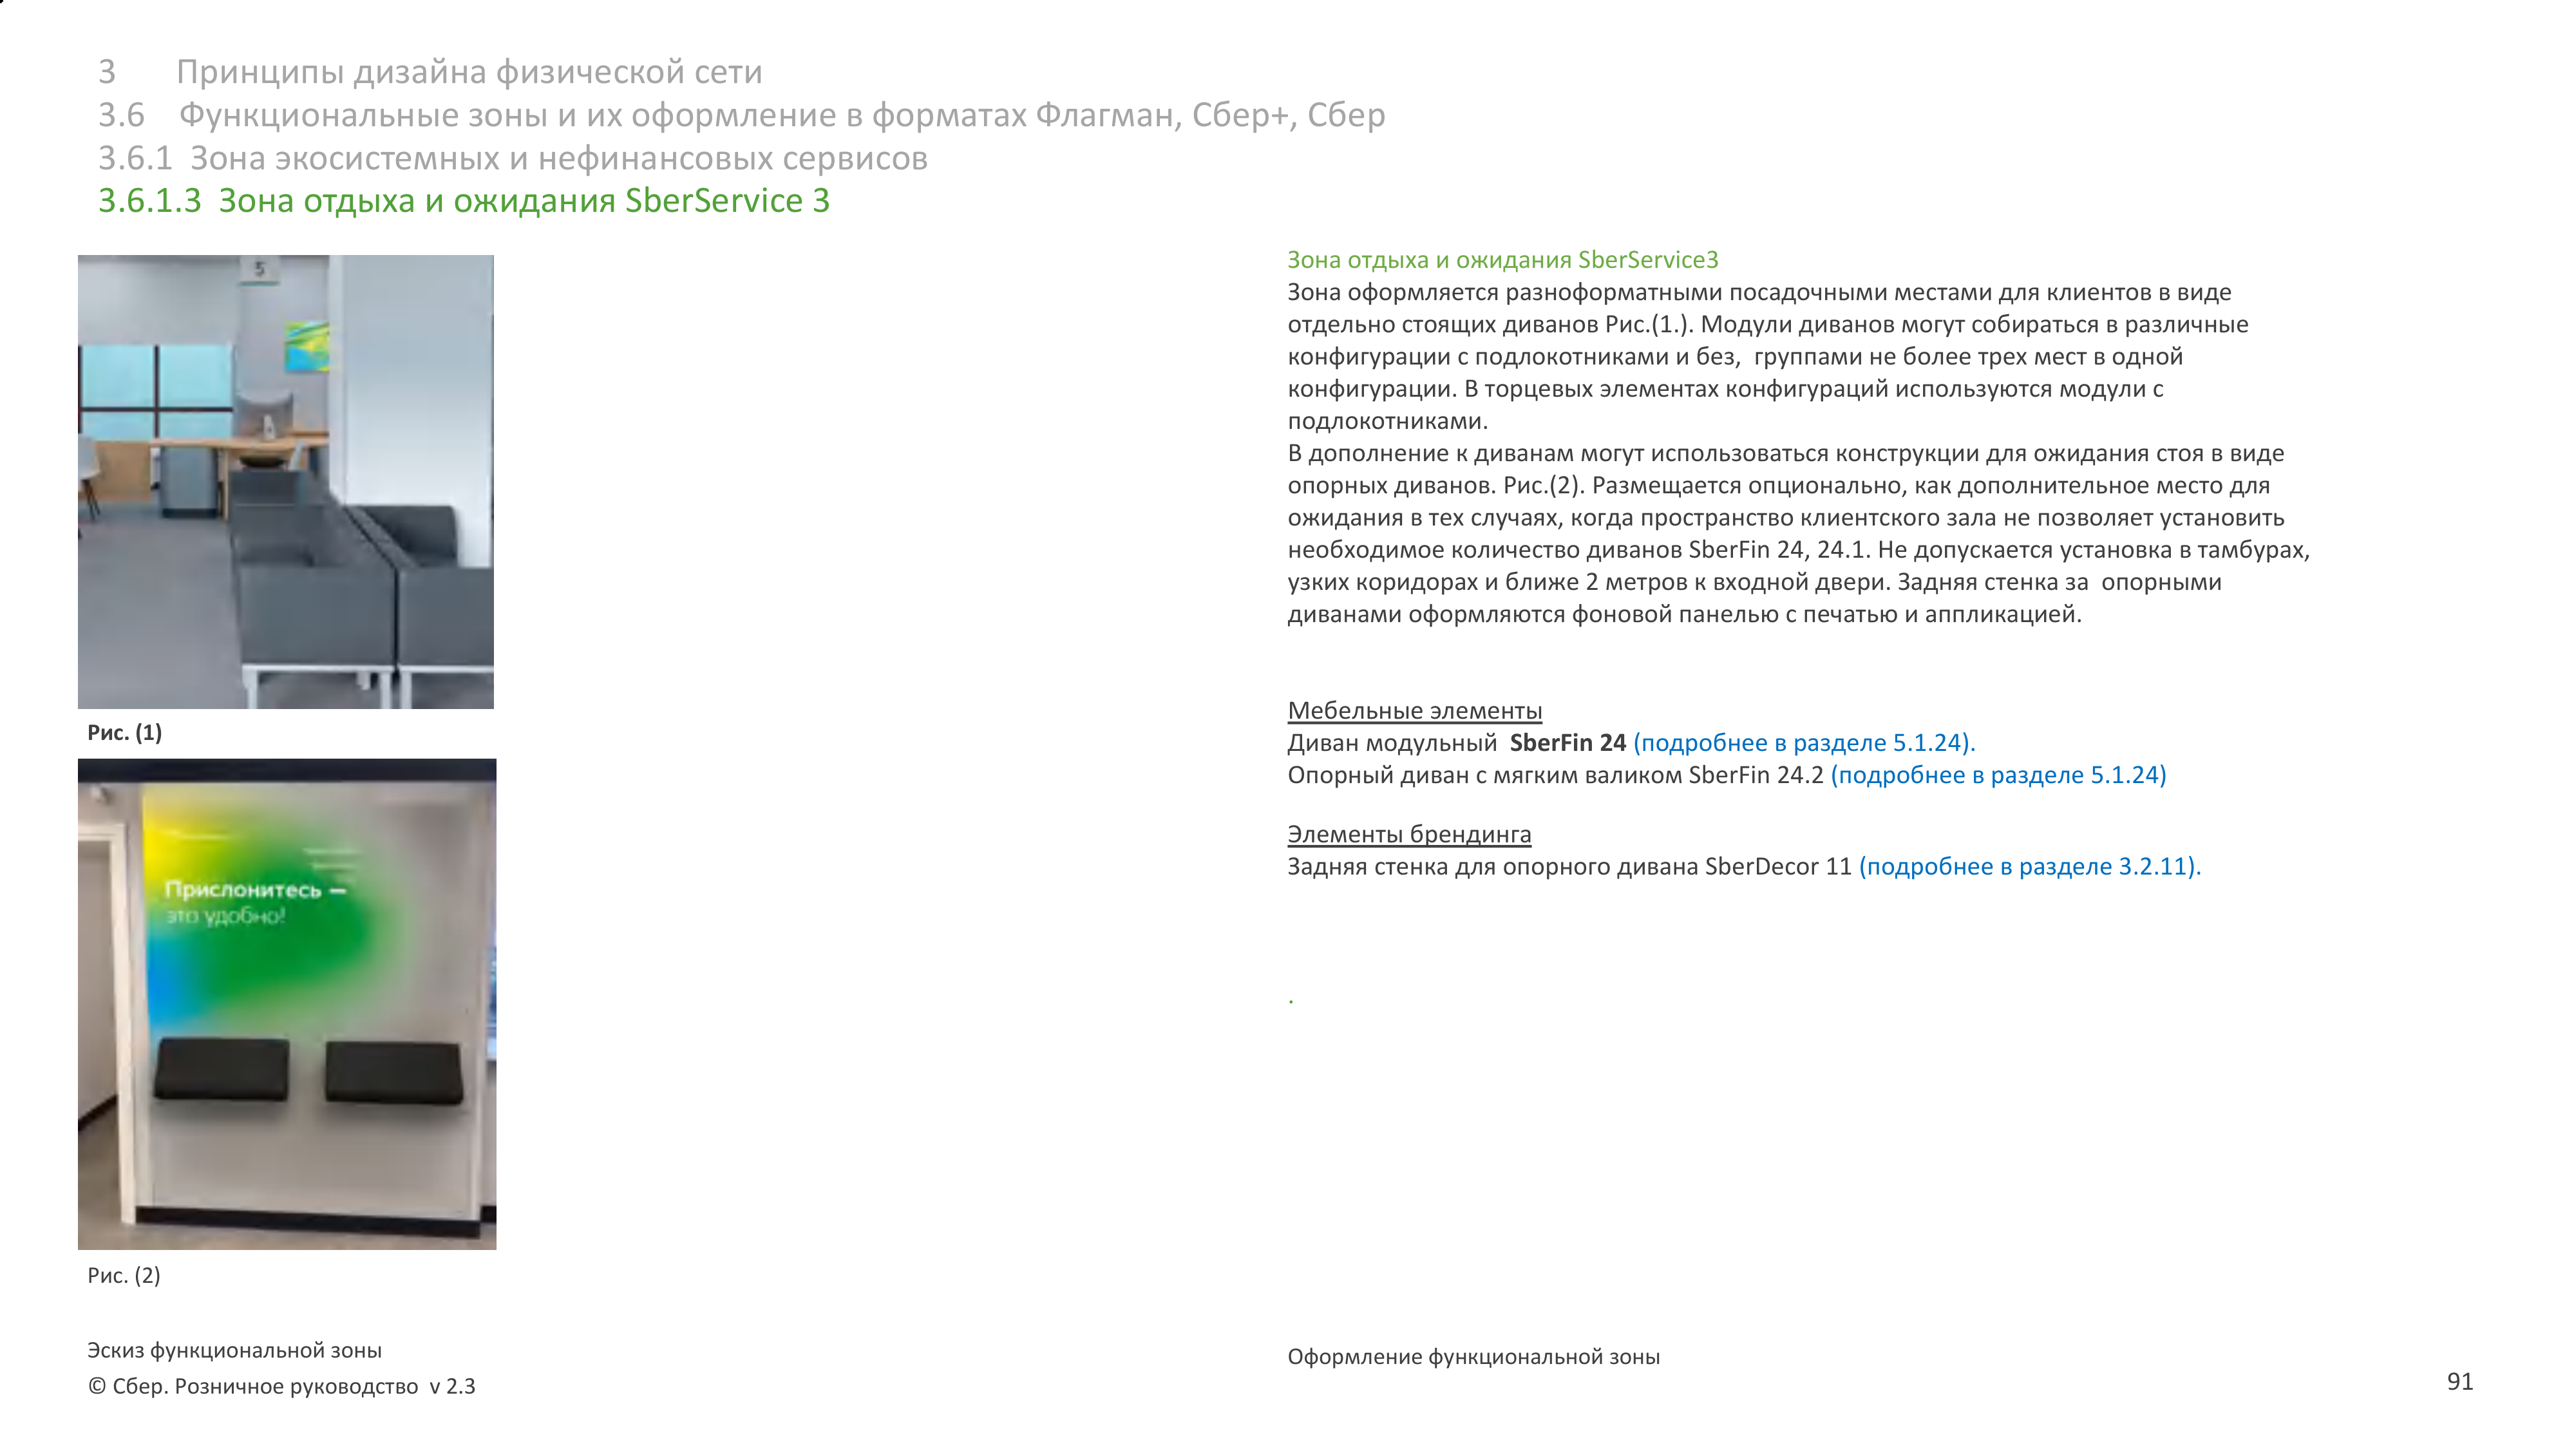 3 Принципы дизайна физической сети
3.6 Функциональные зоны и их оформление в форматах Флагман, Сбер+, Сбер
3.6.1 Зона экосистемных и нефинансовых сервисов
3.6.1.3 Зона отдыха и ожидания SberService 3
5
Рис. (1)
Прислонитесь —
это удобно!
Рис. (2)
Эскиз функциональной зоны
© Сбер. Розничное руководство v 2.3
Зона отдыха и ожидания SberService3
Зона оформляется разноформатными посадочными местами для клиентов в виде
отдельно стоящих диванов Рис.(1.). Модули диванов могут собираться в различные
конфигурации с подлокотниками и без, группами не более трех мест в одной
конфигурации. В торцевых элементах конфигураций используются модули с
подлокотниками.
В дополнение к диванам могут использоваться конструкции для ожидания стоя в виде
опорных диванов. Рис.(2). Размещается опционально, как дополнительное место для
ожидания в тех случаях, когда пространство клиентского зала не позволяет установить
необходимое количество диванов SberFin 24, 24.1. Не допускается установка в тамбурах,
узких коридорах и ближе 2 метров к входной двери. Задняя стенка за опорными
диванами оформляются фоновой панелью с печатью и аппликацией.
Мебельные элементы
Диван модульный SberFin 24 (подробнее в разделе 5.1.24).
Опорный диван с мягким валиком SberFin 24.2 (подробнее в разделе 5.1.24)
Элементы брендинга
Задняя стенка для опорного дивана SberDecor 11 (подробнее в разделе 3.2.11).
.
Оформление функциональной зоны
91